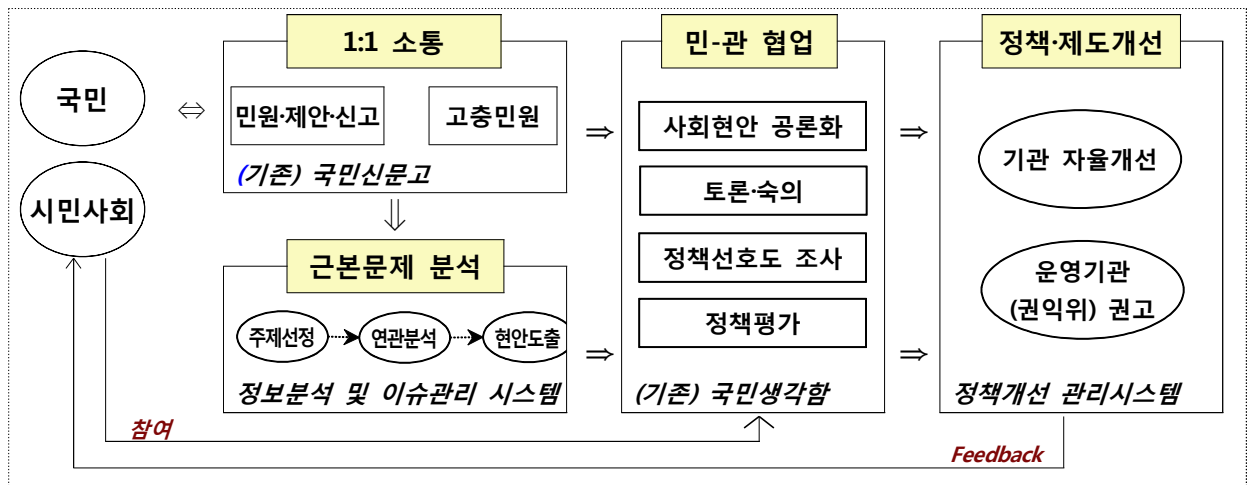 국민
시민사회
1:1 소통
민원·제안·신고
고충민원
(기존) 국민신문고
근본문제 분석
주제선정
연관분석
현안도출
정보분석 및 이슈관리 시스템
민-관 협업
사회현안 공론화
토론·숙의
정책선호도 조사
정책평가
(기존) 국민생각함
정책·제도개선
기관 자율개선
운영기관
(권익위) 권고
정책개선 관리시스템
참여
Feedback